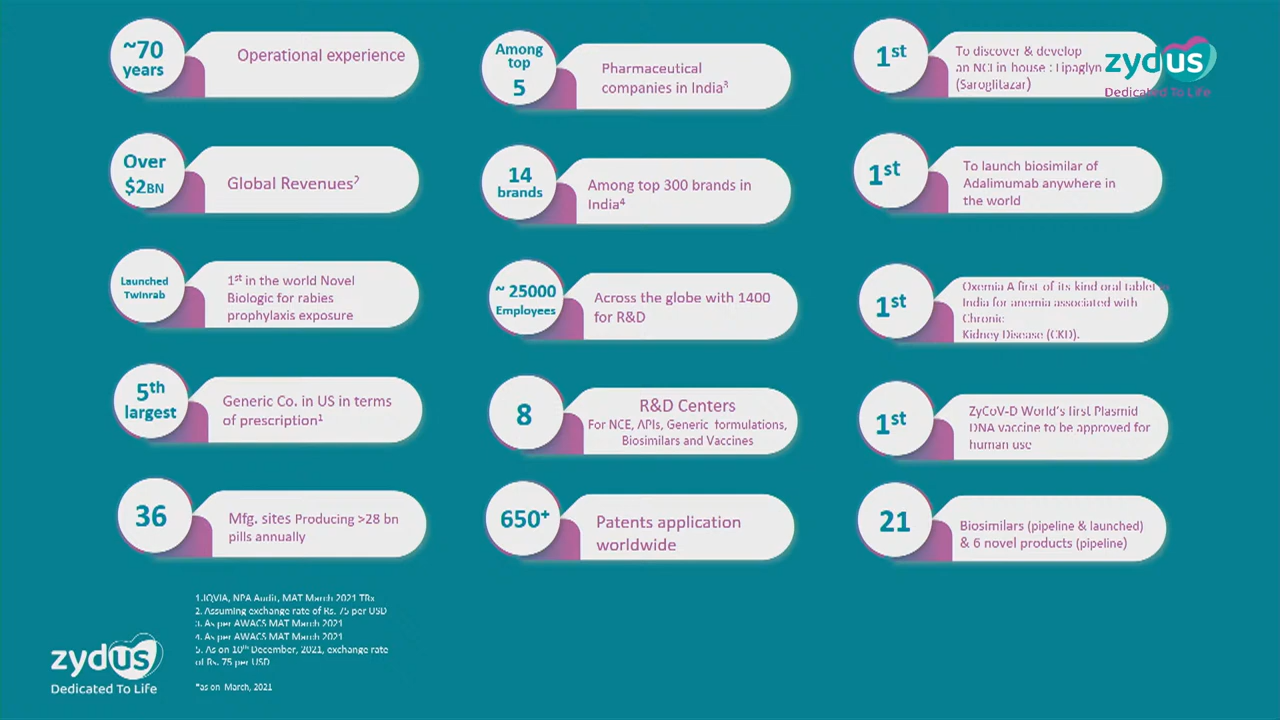 ~70
years
Operational experience
Over
$2BN
Global Revenues²
Launched
Twinrab
1st in the world Novel
Biologic for rabies
prophylaxis exposure
5th
largest
Generic Co. in US in terms
of prescription¹
36
Mfg. sites Producing >28 bn
pills annually
Among
top
5
Pharmaceutical
companies in India³
14
brands
Among top 300 brands in
India⁴
~ 25000
Employees
Across the globe with 1400
for R&D
8
R&D Centers
For NCE, APIs, Generic formulations,
Biosimilars and Vaccines
650+
Patents application
worldwide
1st
To discover & develop
an NCE in house : Lipaglyn
(Saroglitazar)
zydus
Dedicated To Life
1st
To launch biosimilar of
Adalimumab anywhere in
the world
1st
Oxemia A first of its kind oral tablet in
India for anemia associated with
Chronic
Kidney Disease (CKD).
1st
ZyCoV-D World's first Plasmid
DNA vaccine to be approved for
human use
21
Biosimilars (pipeline & launched)
& 6 novel products (pipeline)
1.IQVIA, NPA Audit, MAT March 2021 TRx
2. Assuming exchange rate of Rs. 75 per USD
3. As per AWACS MAT March 2021
4. As per AWACS MAT March 2021
5. As on 10th December, 2021, exchange rate
of Rs. 75 per USD
*as on March, 2021
zydus
Dedicated To Life